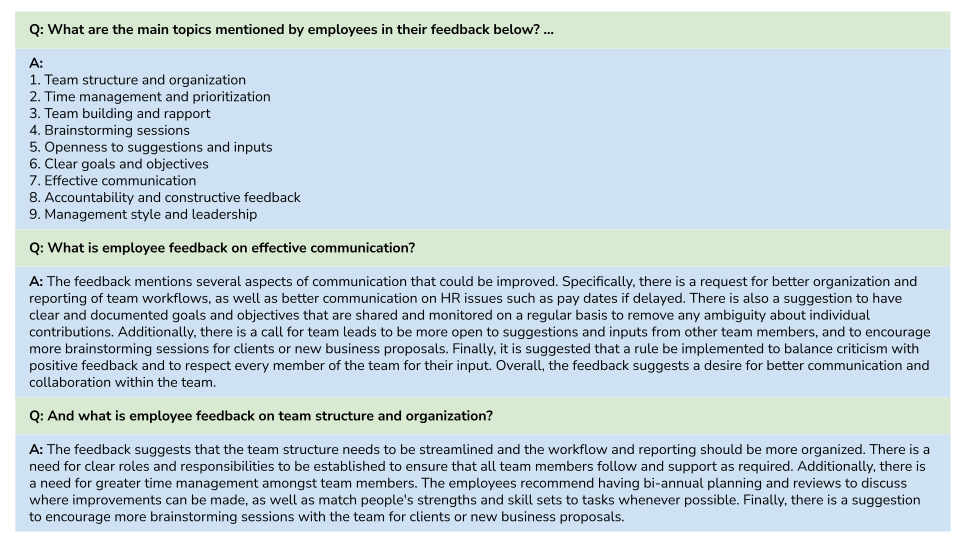 Q: What are the main topics mentioned by employees in their feedback below? ...
A:
1. Team structure and organization
2. Time management and prioritization
3. Team building and rapport
4. Brainstorming sessions
5. Openness to suggestions and inputs
6. Clear goals and objectives
7. Effective communication
8. Accountability and constructive feedback
9. Management style and leadership
Q: What is employee feedback on effective communication?
A: The feedback mentions several aspects of communication that could be improved. Specifically, there is a request for better organization and
reporting of team workflows, as well as better communication on HR issues such as pay dates if delayed. There is also a suggestion to have
clear and documented goals and objectives that are shared and monitored on a regular basis to remove any ambiguity about individual
contributions. Additionally, there is a call for team leads to be more open to suggestions and inputs from other team members, and to encourage
more brainstorming sessions for clients or new business proposals. Finally, it is suggested that a rule be implemented to balance criticism with
positive feedback and to respect every member of the team for their input. Overall, the feedback suggests a desire for better communication and
collaboration within the team.
Q: And what is employee feedback on team structure and organization?
A: The feedback suggests that the team structure needs to be streamlined and the workflow and reporting should be more organized. There is a
need for clear roles and responsibilities to be established to ensure that all team members follow and support as required. Additionally, there is
a need for greater time management amongst team members. The employees recommend having bi-annual planning and reviews to discuss
where improvements can be made, as well as match people's strengths and skill sets to tasks whenever possible. Finally, there is a suggestion
to encourage more brainstorming sessions with the team for clients or new business proposals.